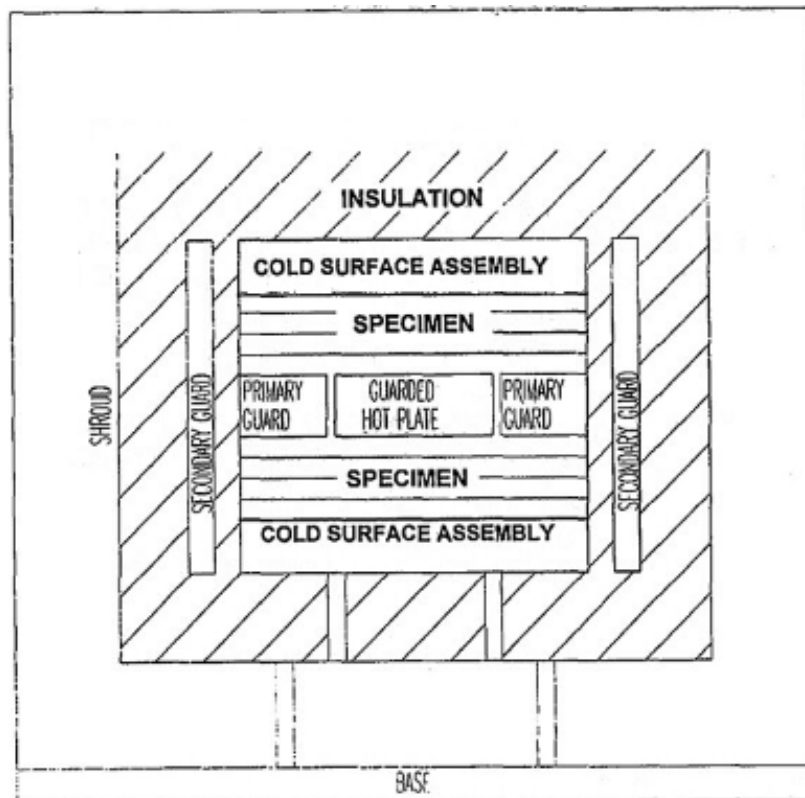 INSULATION
COLD SURFACE ASSEMBLY
SPECIMEN
SHROUD
SECONDARY GUARD
PRIMARY
GUARD
GUARDED
HOT PLATE
PRIMARY
GUARD
SECONDARY GUARD
SPECIMEN
COLD SURFACE ASSEMBLY
BASE